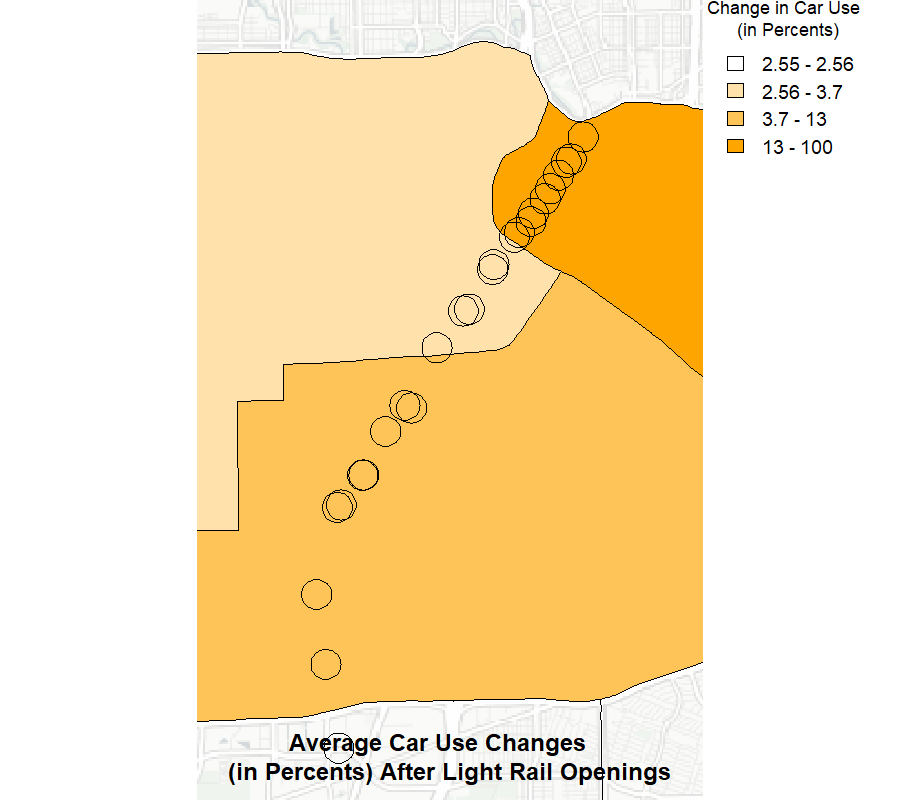 Change in Car Use
(in Percents)
2.55 - 2.56
2.56 - 3.7
3.7 - 13
13 - 100
Average Car Use Changes
(in Percents) After Light Rail Openings